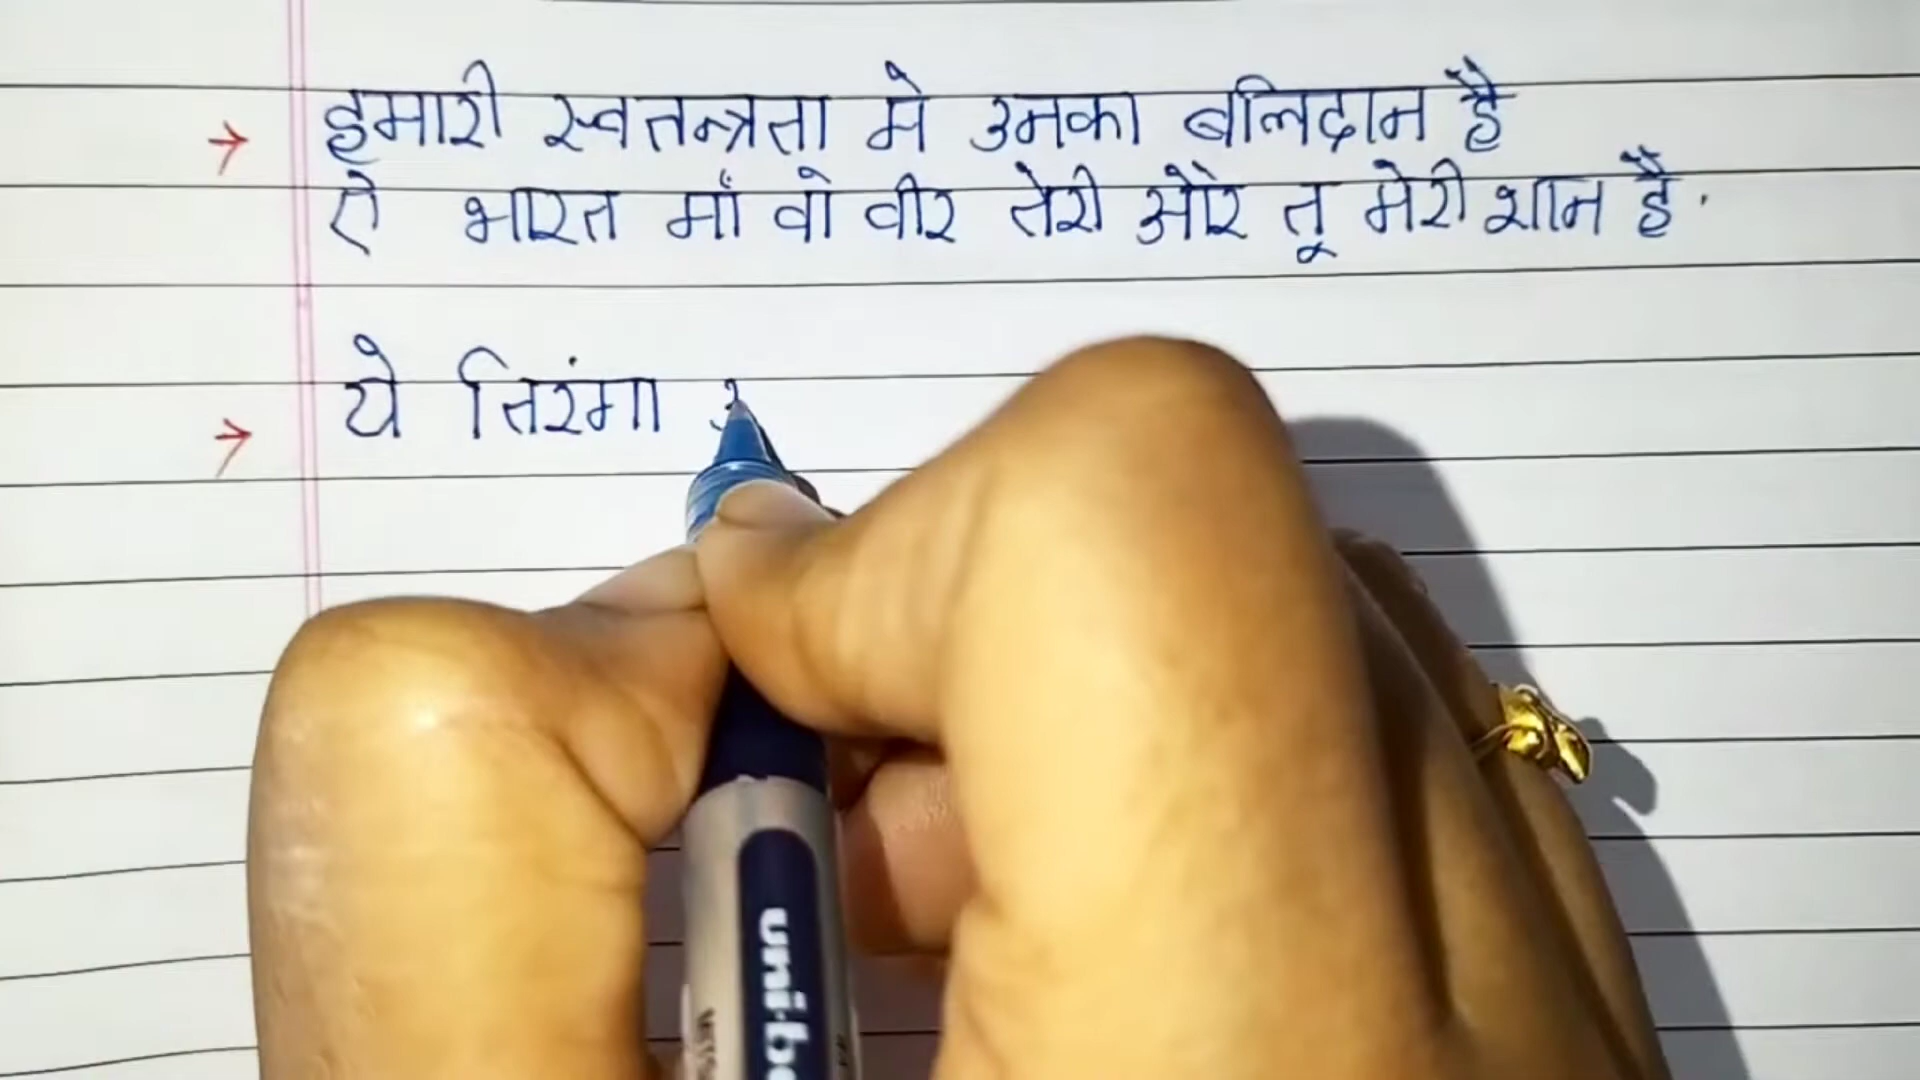 हमारी स्वतन्त्रता मे उनका बलिदान है
ऐ भारत माँ वो वीर तेरी और तू मेरी शान है.
ये तिरंगा